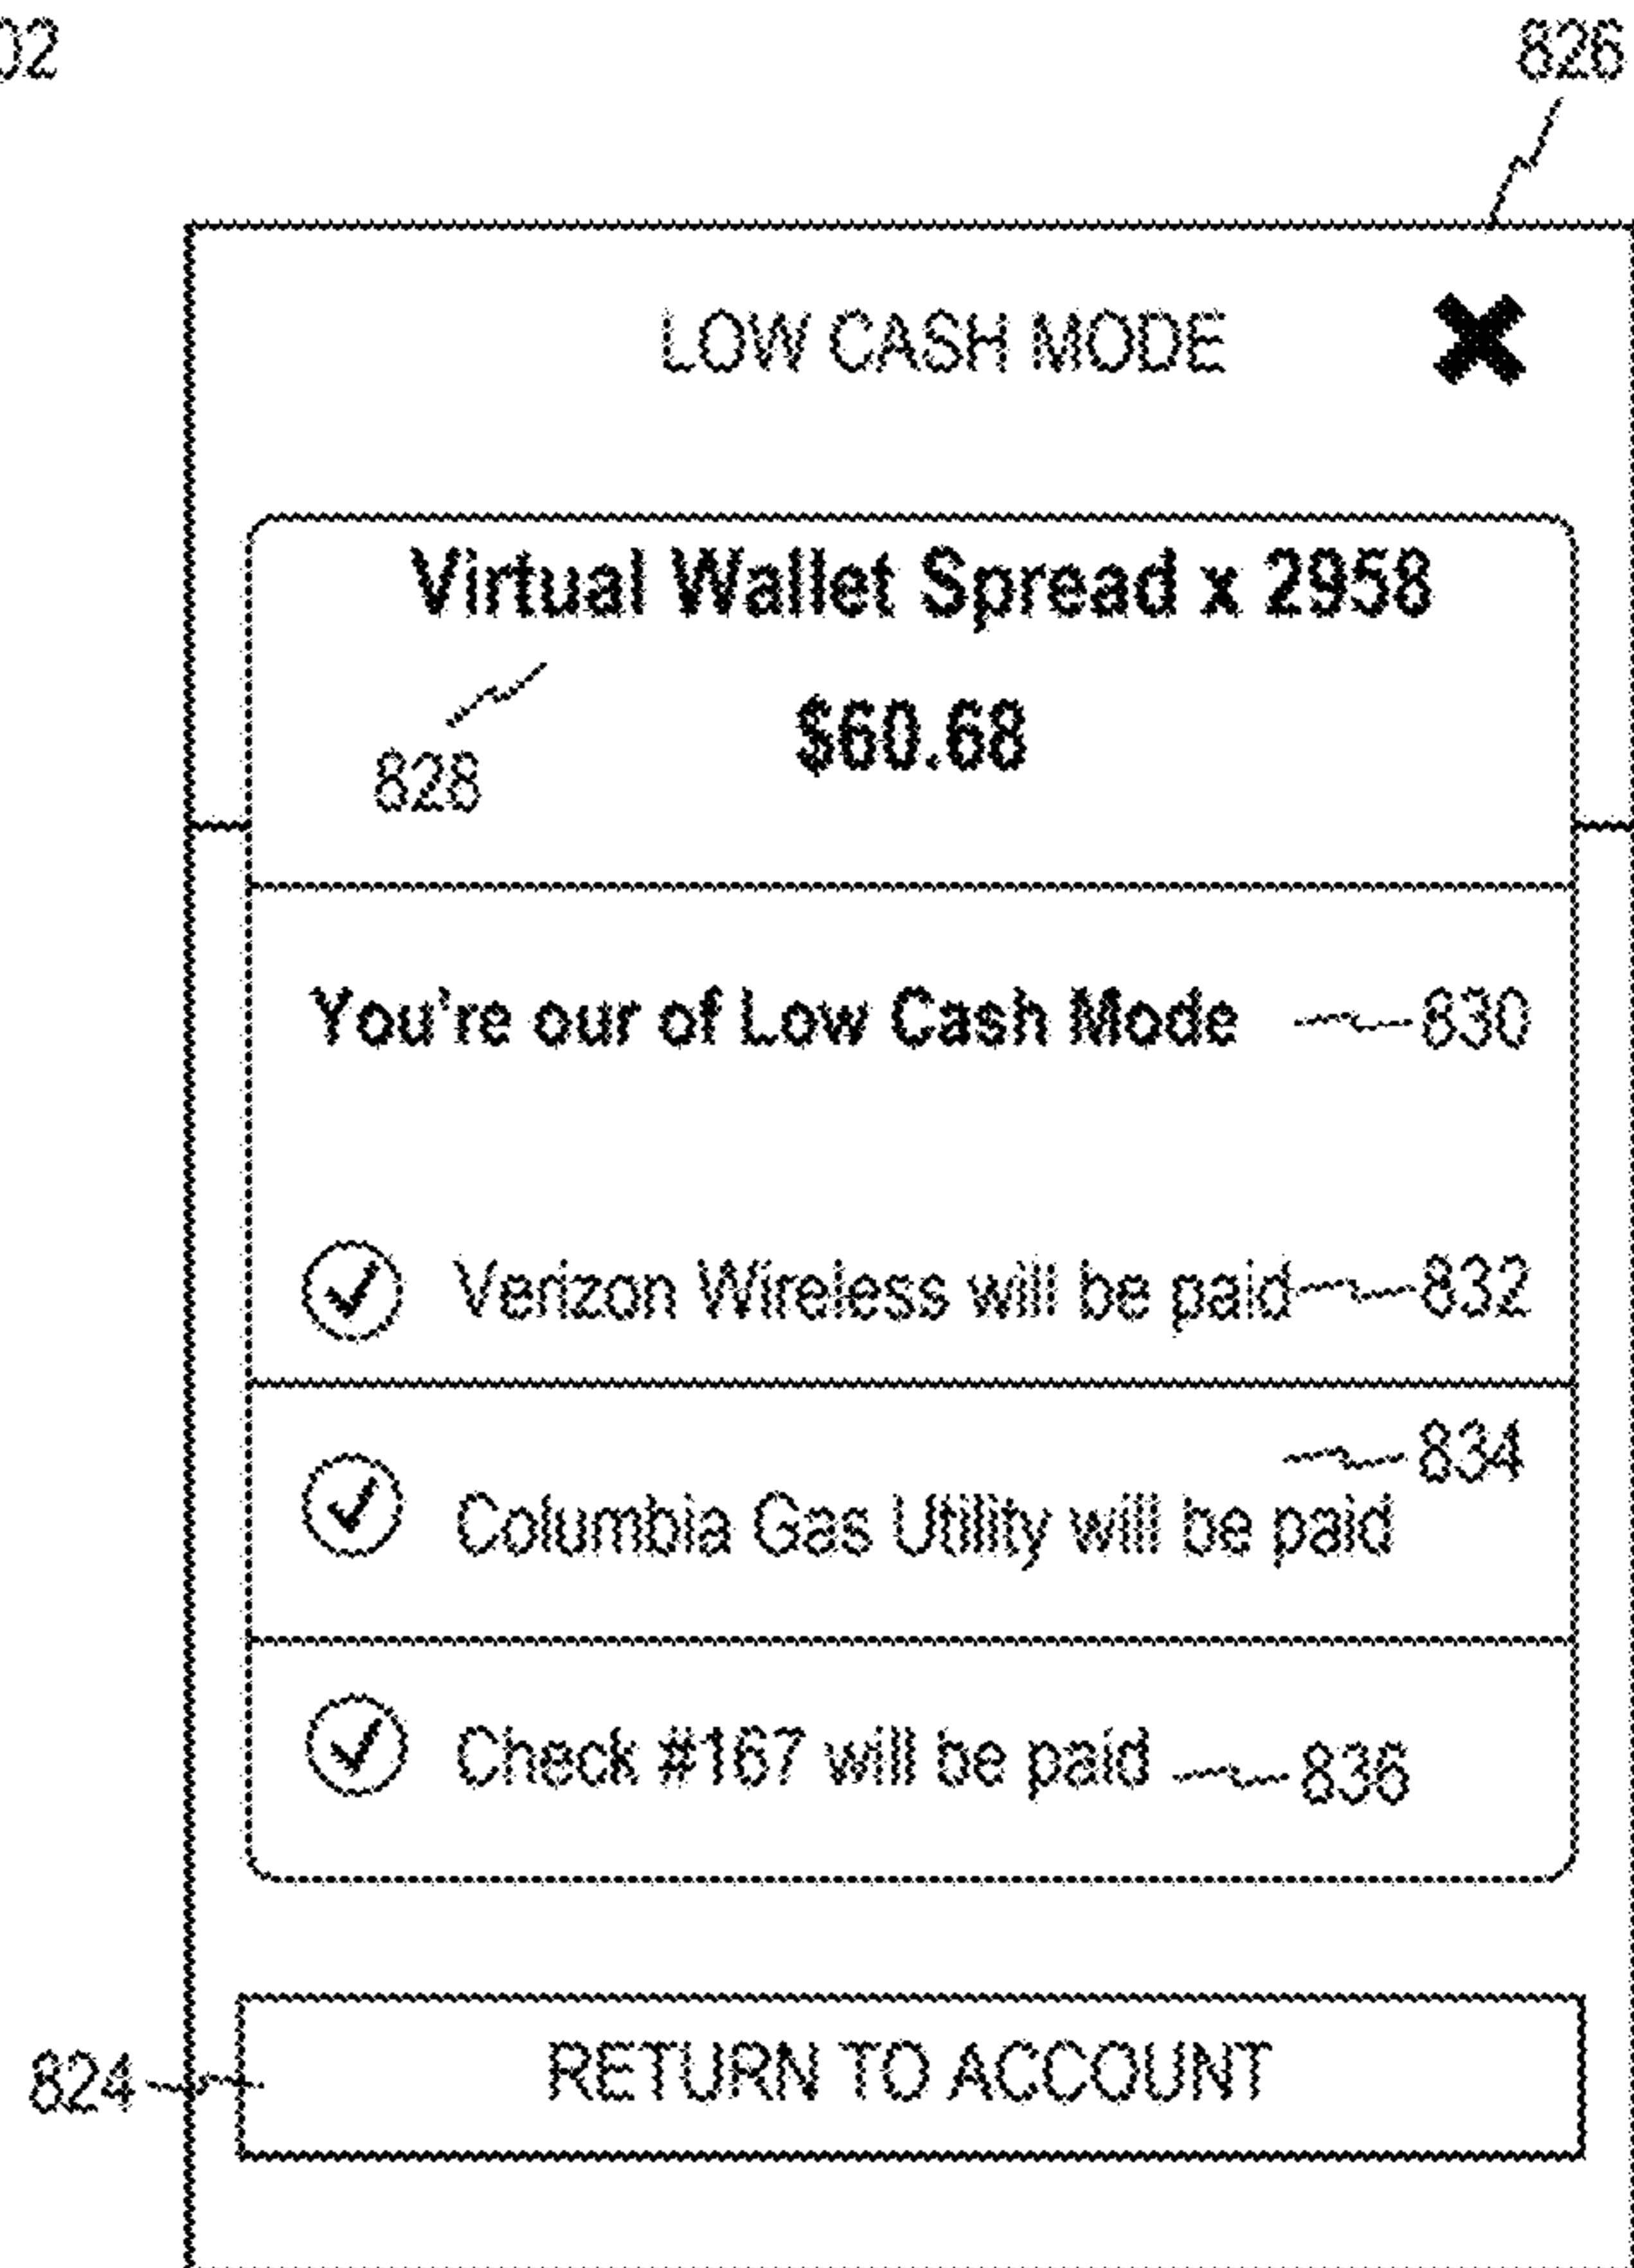 02
826
LOW CASH MODE
Virtual Wallet Spread x 2958
$60.68
828
You're our of Low Cash Mode 830
Verizon Wireless will be paid 832
834
Columbia Gas Utility will be paid
Check #167 will be paid 836
824 RETURN TO ACCOUNT